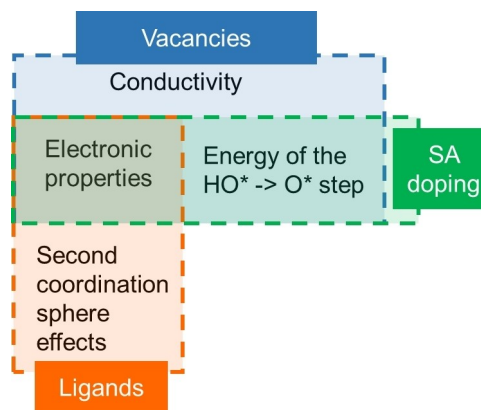 Vacancies
Conductivity
Electronic
properties
Energy of the
HO* -> O* step
SA
doping
Second
coordination
sphere
effects
Ligands